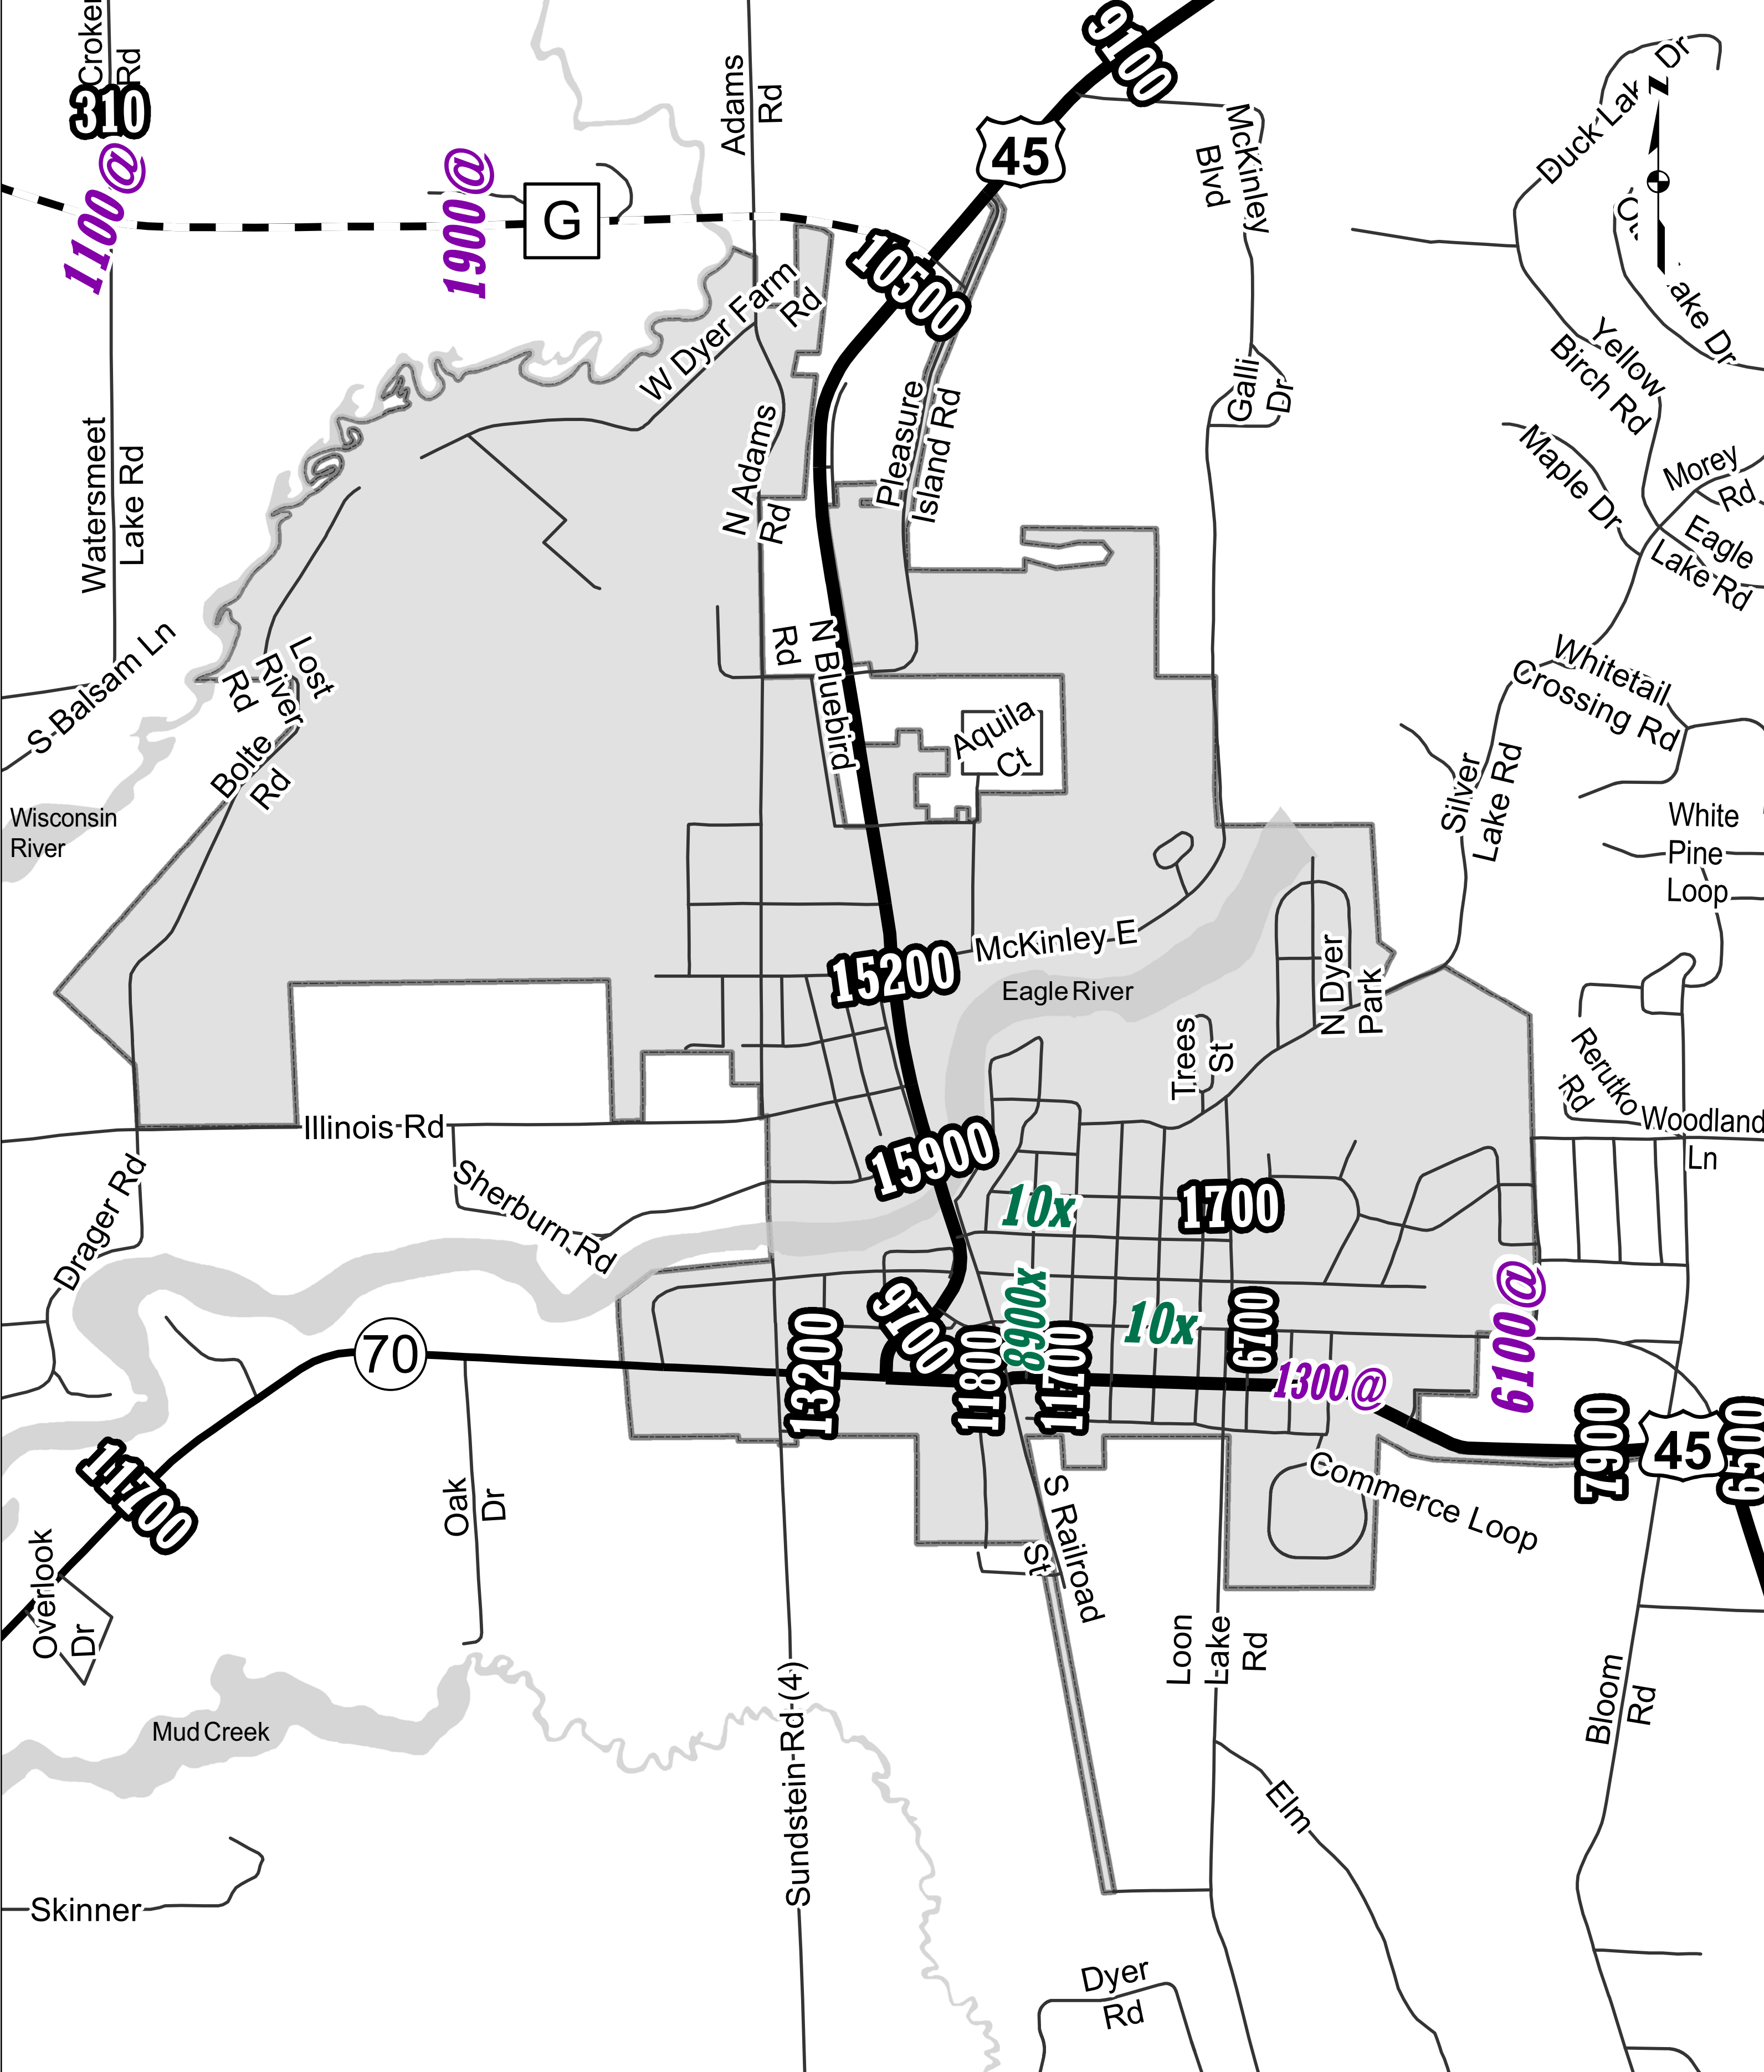 Croker
Rd
310
1100@
1900@
G
Adams
Rd
9100
45
McKinley
Blvd
Duck Lak
Dr
N
ake Dr
10500
W Dyer Farm
Rd
N Adams
Rd
Pleasure
Island Rd
Galli
Dr
Yellow
Birch Rd
Maple Dr
Morey
Rd
Eagle
Lake Rd
Watersmeet
Lake Rd
S Balsam Ln
Lost
River
Rd
Bolte
Rd
N Bluebird
Rd
Aquila
Ct
Whitetail
Crossing Rd
Silver
Lake Rd
White
Pine
Loop
Wisconsin
River
15200
McKinley E
Eagle River
N Dyer
Park
Trees
St
Rerutko
Rd
Woodland
Ln
Illinois Rd
15900
Sherburn Rd
Drager Rd
10x
1700
8900x
10x
6700
6100@
70
13200
9700
11800
11700
1300@
7900
45
6500
11700
Overlook
Dr
Oak
Dr
S Railroad
St
Commerce Loop
Loon
Lake
Rd
Bloom
Rd
Sundstein Rd (4)
Mud Creek
Elm
Skinner
Dyer
Rd